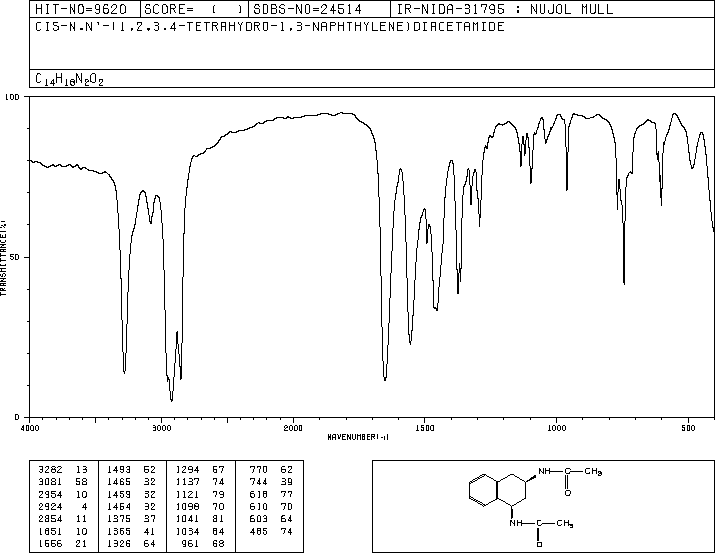 HIT-NO=9620 SCORE= ( ) SDBS-NO=24514 IR-NIDA-31795 : NUJOL MULL
CIS-N,N'-(1,2,3,4-TETRAHYDRO-1,3-NAPHTHYLENE)DIACETAMIDE
C14H18N2O2
100
50
0
TRANSMITTANCE(%)
4000 3000 2000 1500 1000 500
WAVENUMBER(-1)
3282 13 1493 52 1294 57 770 62
3081 58 1465 32 1137 74 744 39
2954 10 1459 32 1121 79 618 77
2924 4 1454 32 1098 70 610 70
2854 11 1375 37 1041 81 603 64
1651 10 1365 41 1034 84 485 74
1556 21 1326 64 961 68
NH C CH3
O
NH C CH3
O